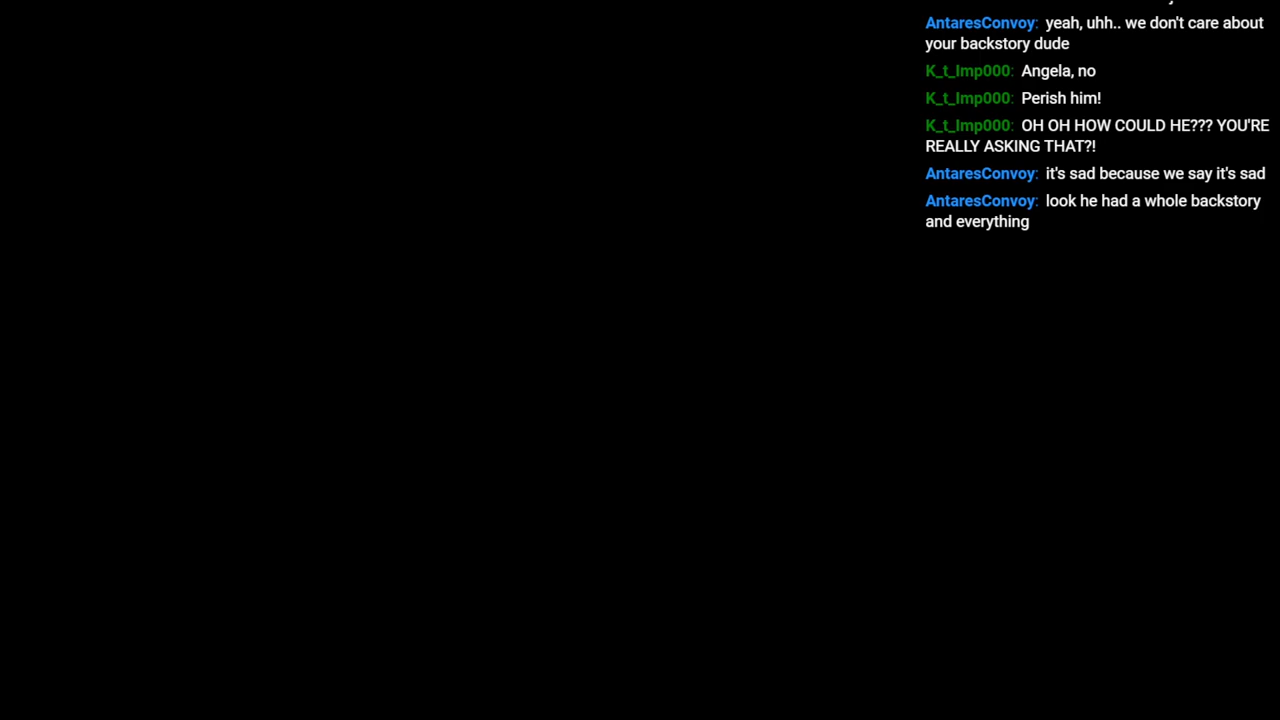 AntaresConvoy: yeah, uhh.. we don't care about
your backstory dude
K_t_Imp000: Angela, no
K_t_Imp000: Perish him!
K_t_Imp000: OH OH HOW COULD HE??? YOU'RE
REALLY ASKING THAT?!
AntaresConvoy: it's sad because we say it's sad
AntaresConvoy: look he had a whole backstory
and everything